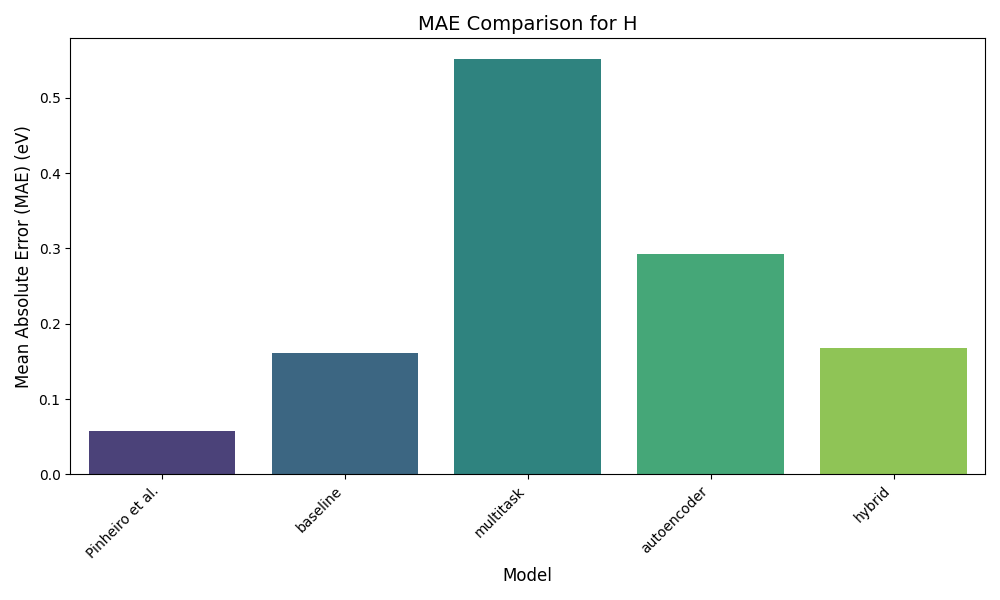 MAE Comparison for H
Mean Absolute Error (MAE) (eV)
0.5
0.4
0.3
0.2
0.1
0.0
Pinheiro et al.
baseline
multitask
autoencoder
hybrid
Model